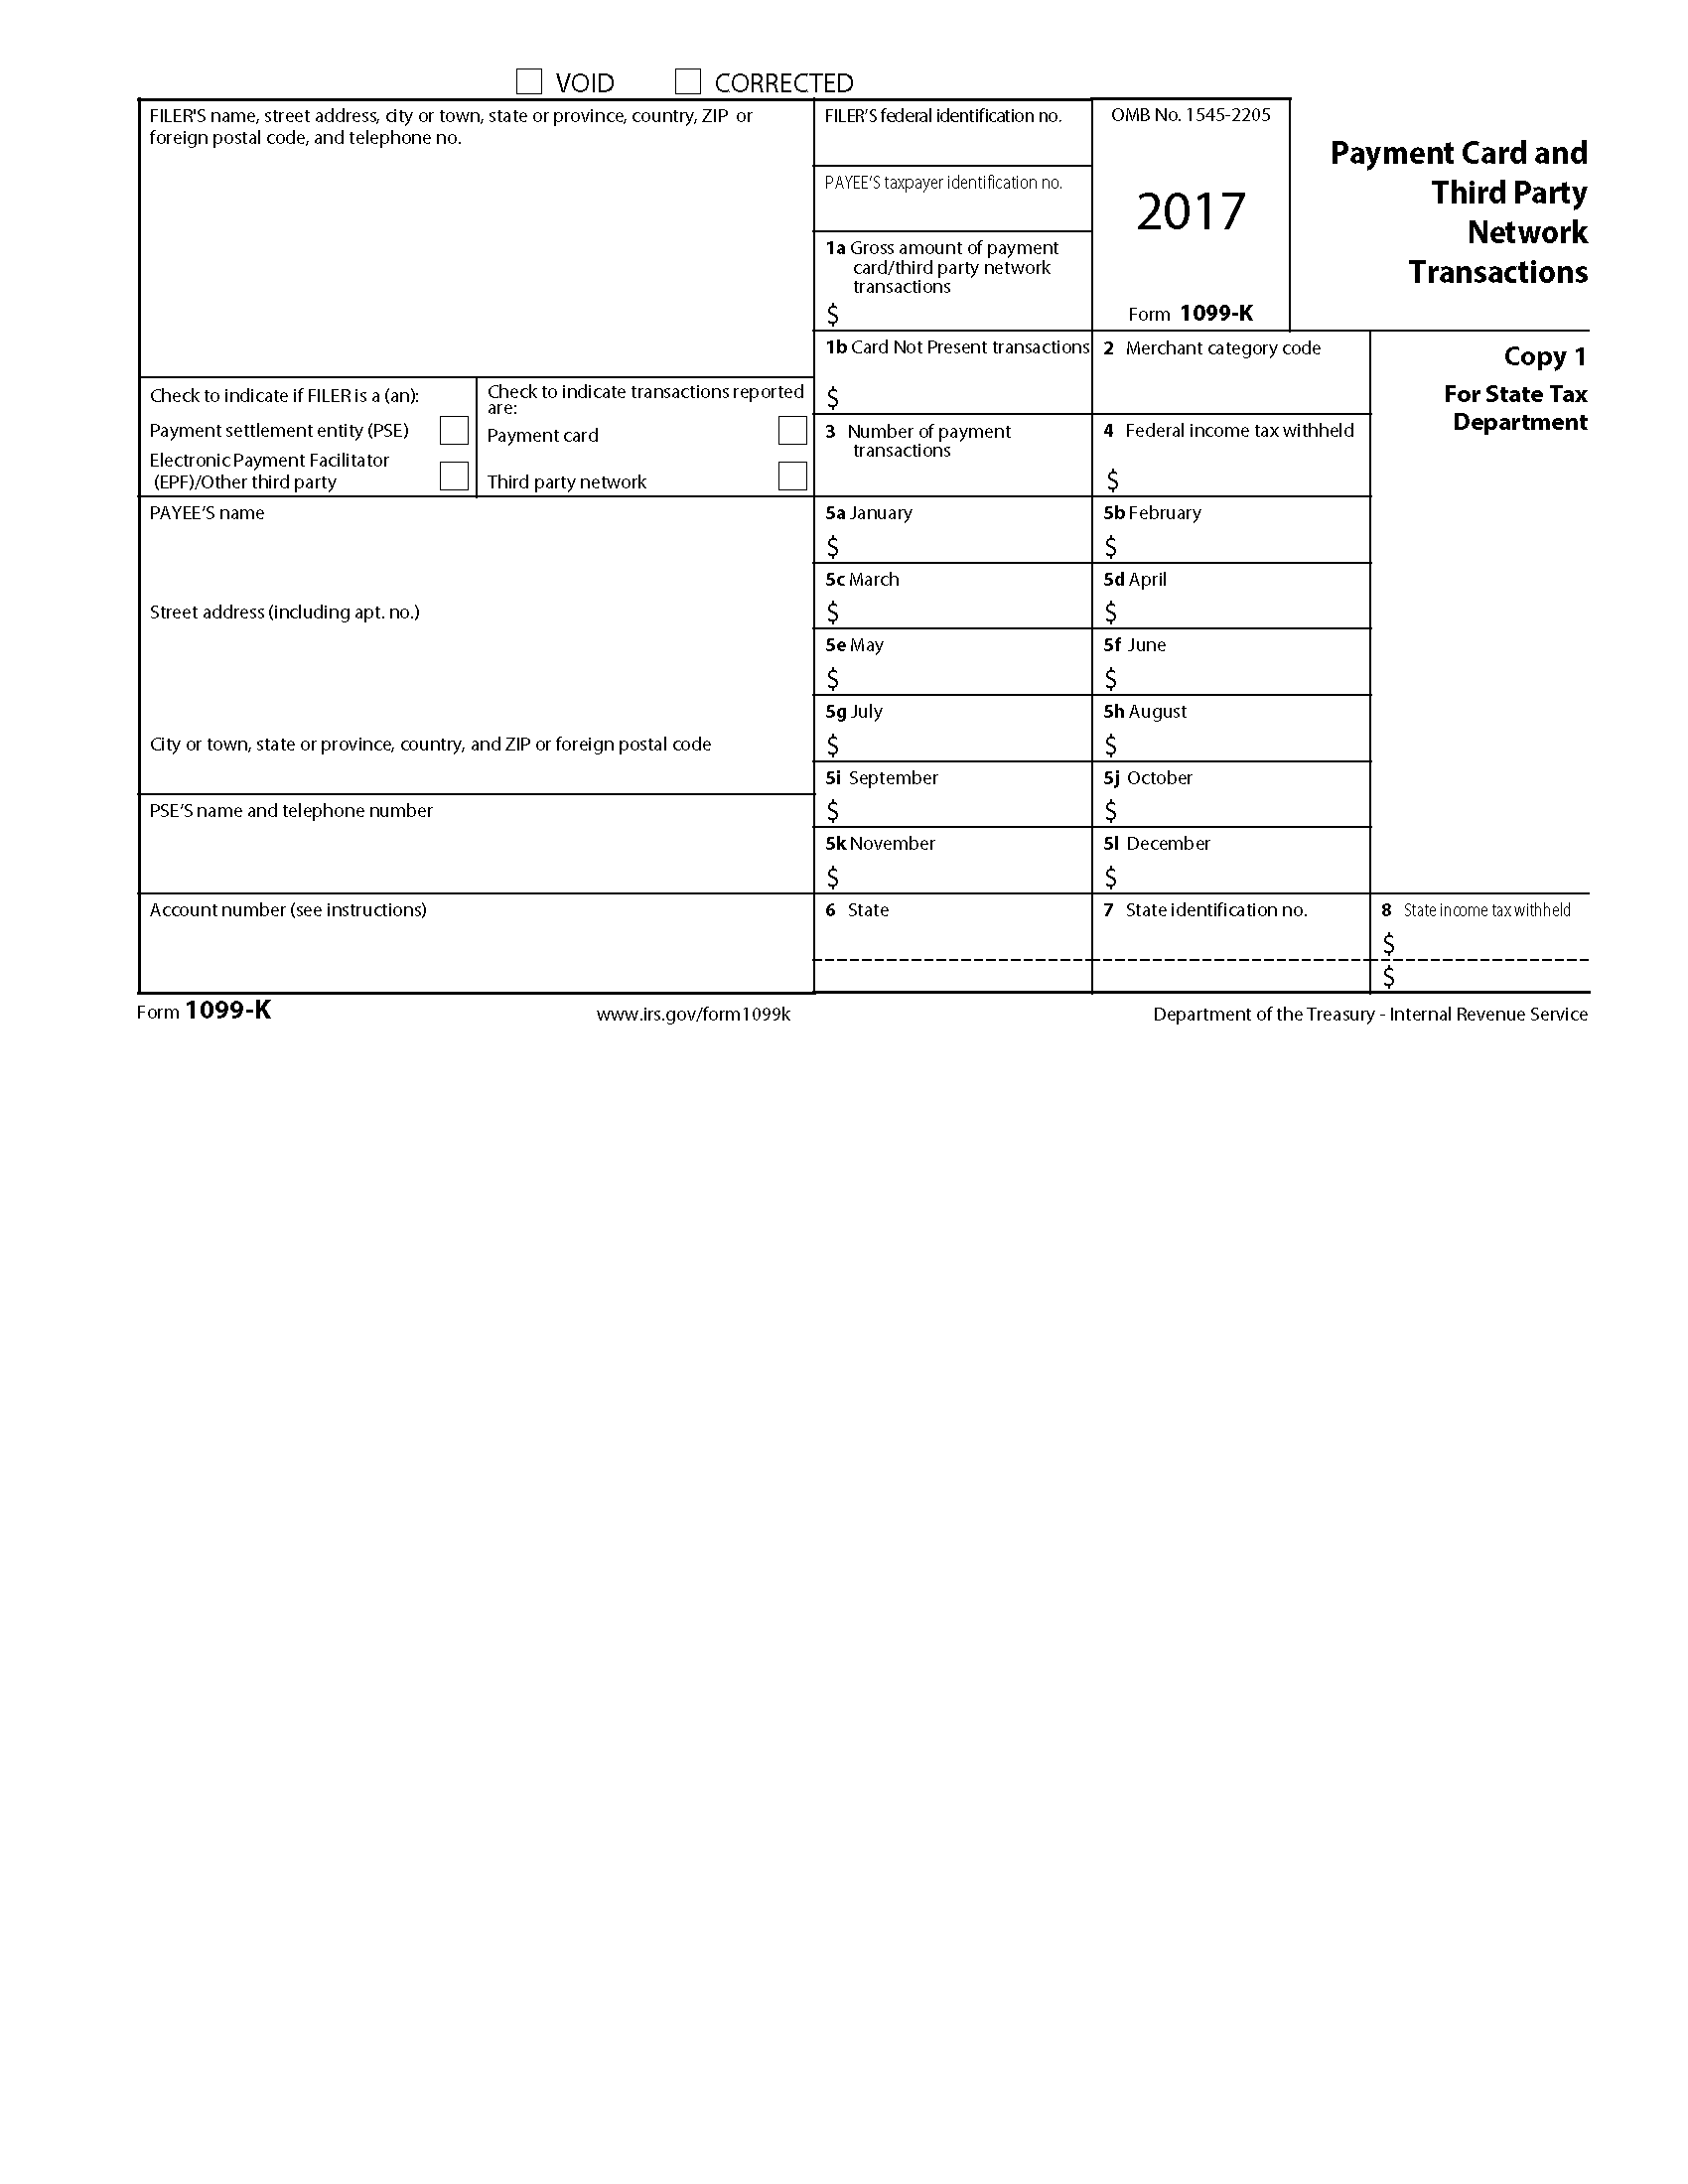 VOID CORRECTED
FILER'S name, street address, city or town, state or province, country, ZIP or
foreign postal code, and telephone no.
FILER’S federal identification no.
PAYEE’S taxpayer identification no.
1a Gross amount of payment
card/third party network
transactions
$
OMB No. 1545-2205
2017
Form 1099-K
Payment Card and
Third Party
Network
Transactions
1b Card Not Present transactions
$
2 Merchant category code
Copy 1
For State Tax
Department
Check to indicate if FILER is a (an):
Payment settlement entity (PSE)
Electronic Payment Facilitator
(EPF)/Other third party
Check to indicate transactions reported
are:
Payment card
Third party network
3 Number of payment
transactions
4 Federal income tax withheld
$
PAYEE’S name
Street address (including apt. no.)
City or town, state or province, country, and ZIP or foreign postal code
PSE’S name and telephone number
5a January
$
5b February
$
5c March
$
5d April
$
5e May
$
5f June
$
5g July
$
5h August
$
5i September
$
5j October
$
5k November
$
5l December
$
Account number (see instructions)
6 State
7 State identification no.
8 State income tax withheld
$
$
Form 1099-K
www.irs.gov/form1099k
Department of the Treasury - Internal Revenue Service